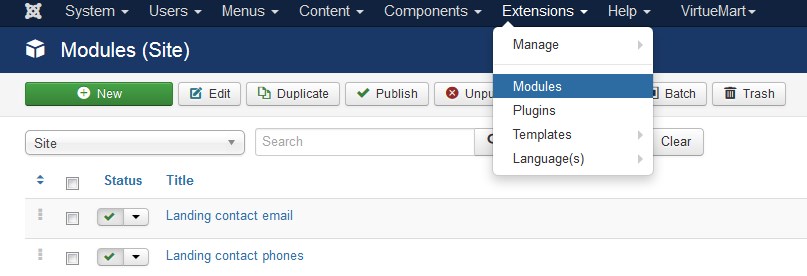 System Users Menus Content Components Extensions Help VirtueMart
Modules (Site)
Manage
Modules
Plugins
Templates
Language(s)
New Edit Duplicate Publish Batch Trash
Site Search Clear
Status Title
Landing contact email
Landing contact phones